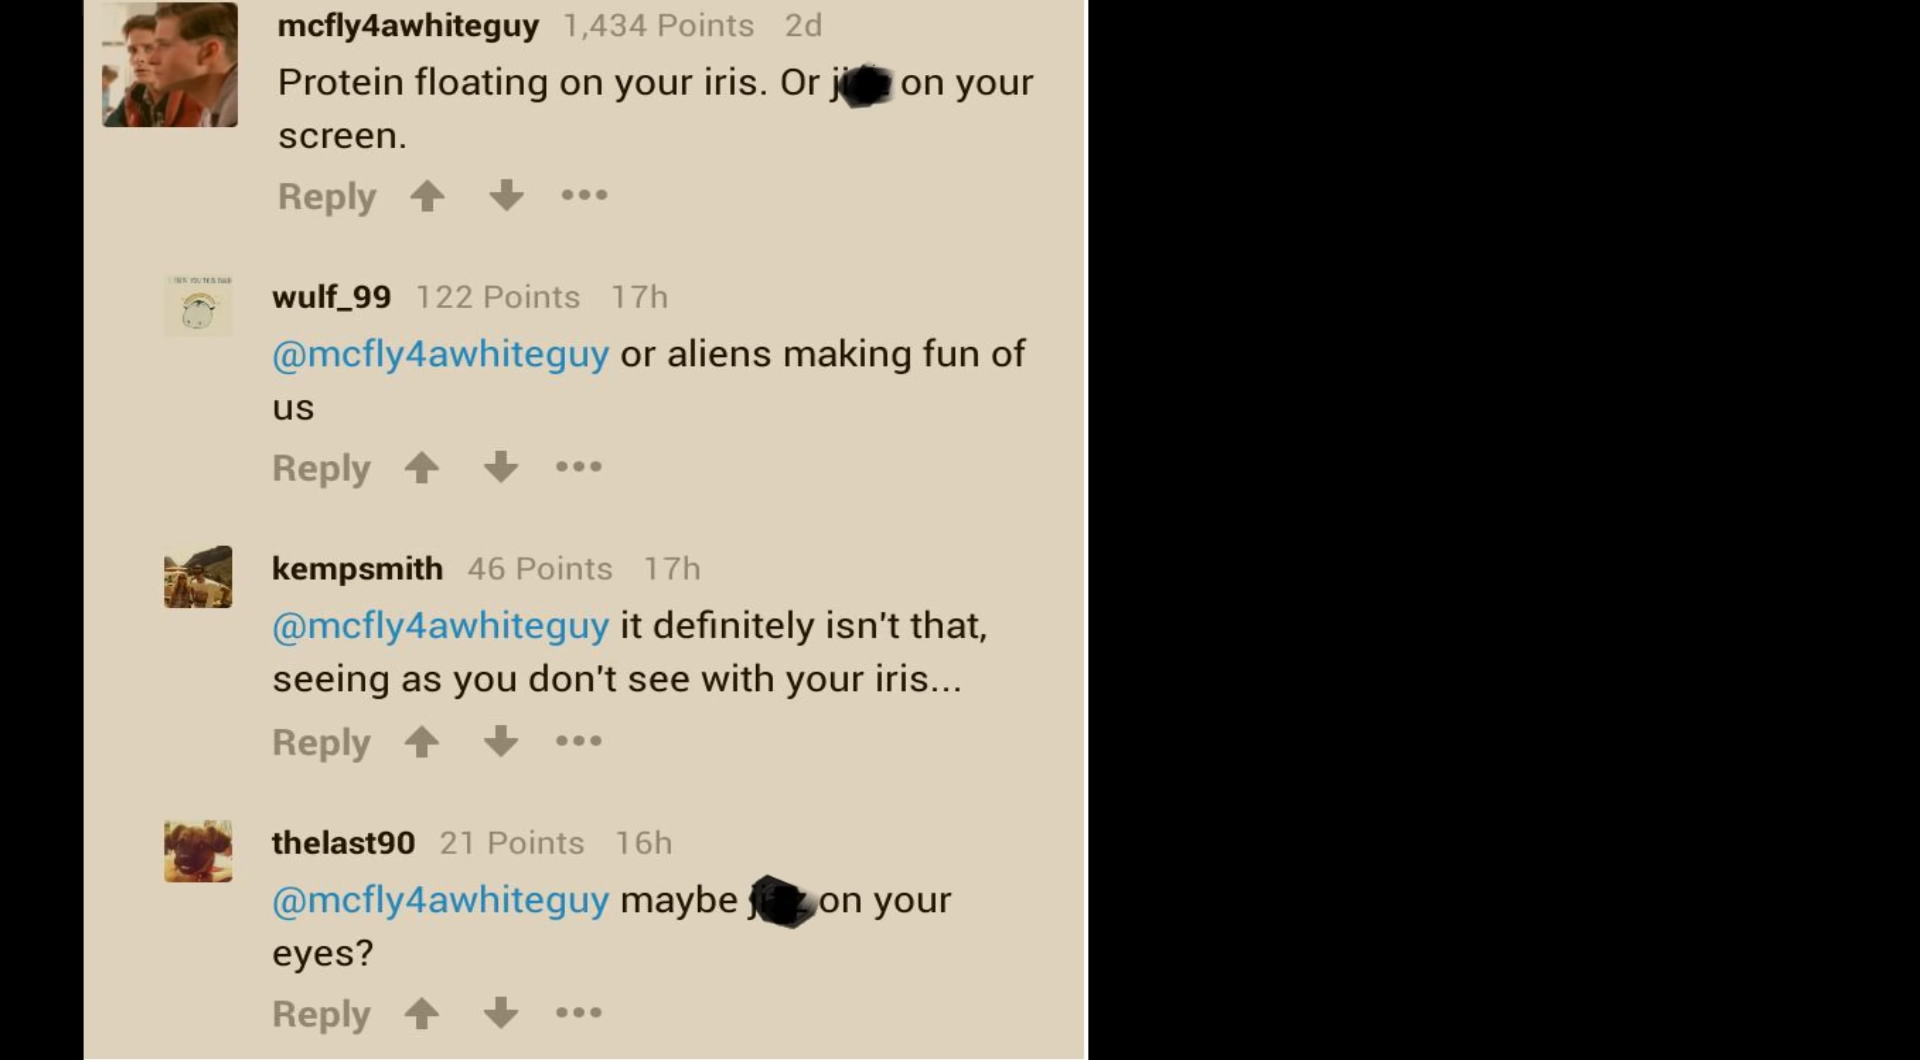 mcfly4awhiteguy 1,434 Points 2d
Protein floating on your iris. Or on your
screen.
Reply
wulf_99 122 Points 17h
@mcfly4awhiteguy or aliens making fun of
us
Reply
kempsmith 46 Points 17h
@mcfly4awhiteguy it definitely isn't that,
seeing as you don't see with your iris...
Reply
thelast90 21 Points 16h
@mcfly4awhiteguy maybe on your
eyes?
Reply